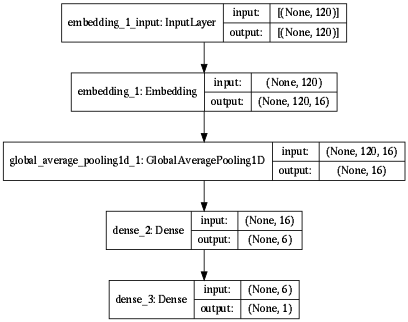 embedding_1_input: InputLayer input: [(None, 120)]
output: [(None, 120)]
embedding_1: Embedding input: (None, 120)
output: (None, 120, 16)
global_average_pooling1d_1: GlobalAveragePooling1D input: (None, 120, 16)
output: (None, 16)
dense_2: Dense input: (None, 16)
output: (None, 6)
dense_3: Dense input: (None, 6)
output: (None, 1)